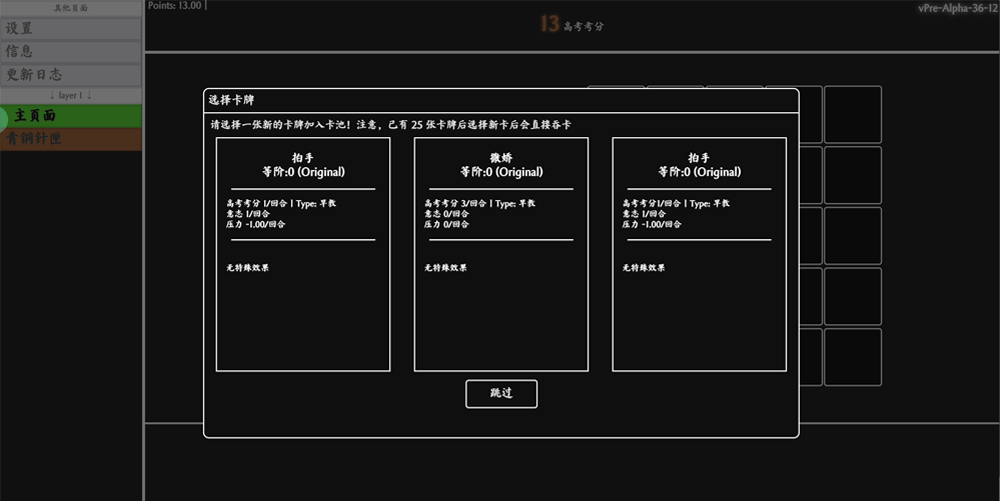 其他页面
设置
信息
更新日志
↓ layer 1 ↓
主页面
青铜针匣
Points: 13.00 |
13 高考考分
vPre-Alpha-36-12
选择卡牌
请选择一张新的卡牌加入卡池！注意，已有 25 张卡牌后选择新卡后会直接吞卡
拍手
等阶:0 (Original)
高考考分 1/回合 | Type: 早教
意志 1/回合
压力 -1.00/回合
无特殊效果
撒娇
等阶:0 (Original)
高考考分 3/回合 | Type: 早教
意志 0/回合
压力 0/回合
无特殊效果
拍手
等阶:0 (Original)
高考考分1/回合 | Type: 早教
意志 1/回合
压力 -1.00/回合
无特殊效果
跳过